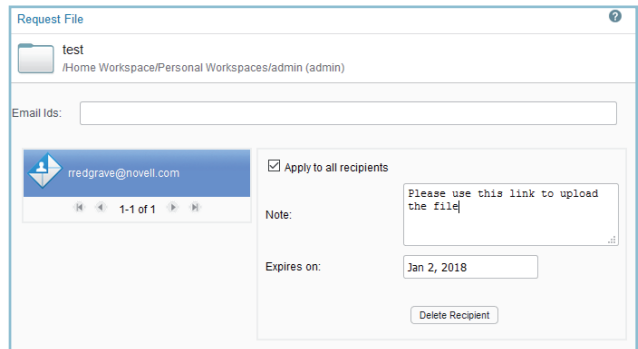 Request File
?
test
/Home Workspace/Personal Workspaces/admin (admin)
Email Ids:
rredgrave@novell.com
1-1 of 1
Apply to all recipients
Note:
Please use this link to upload
the file
Expires on:
Jan 2, 2018
Delete Recipient